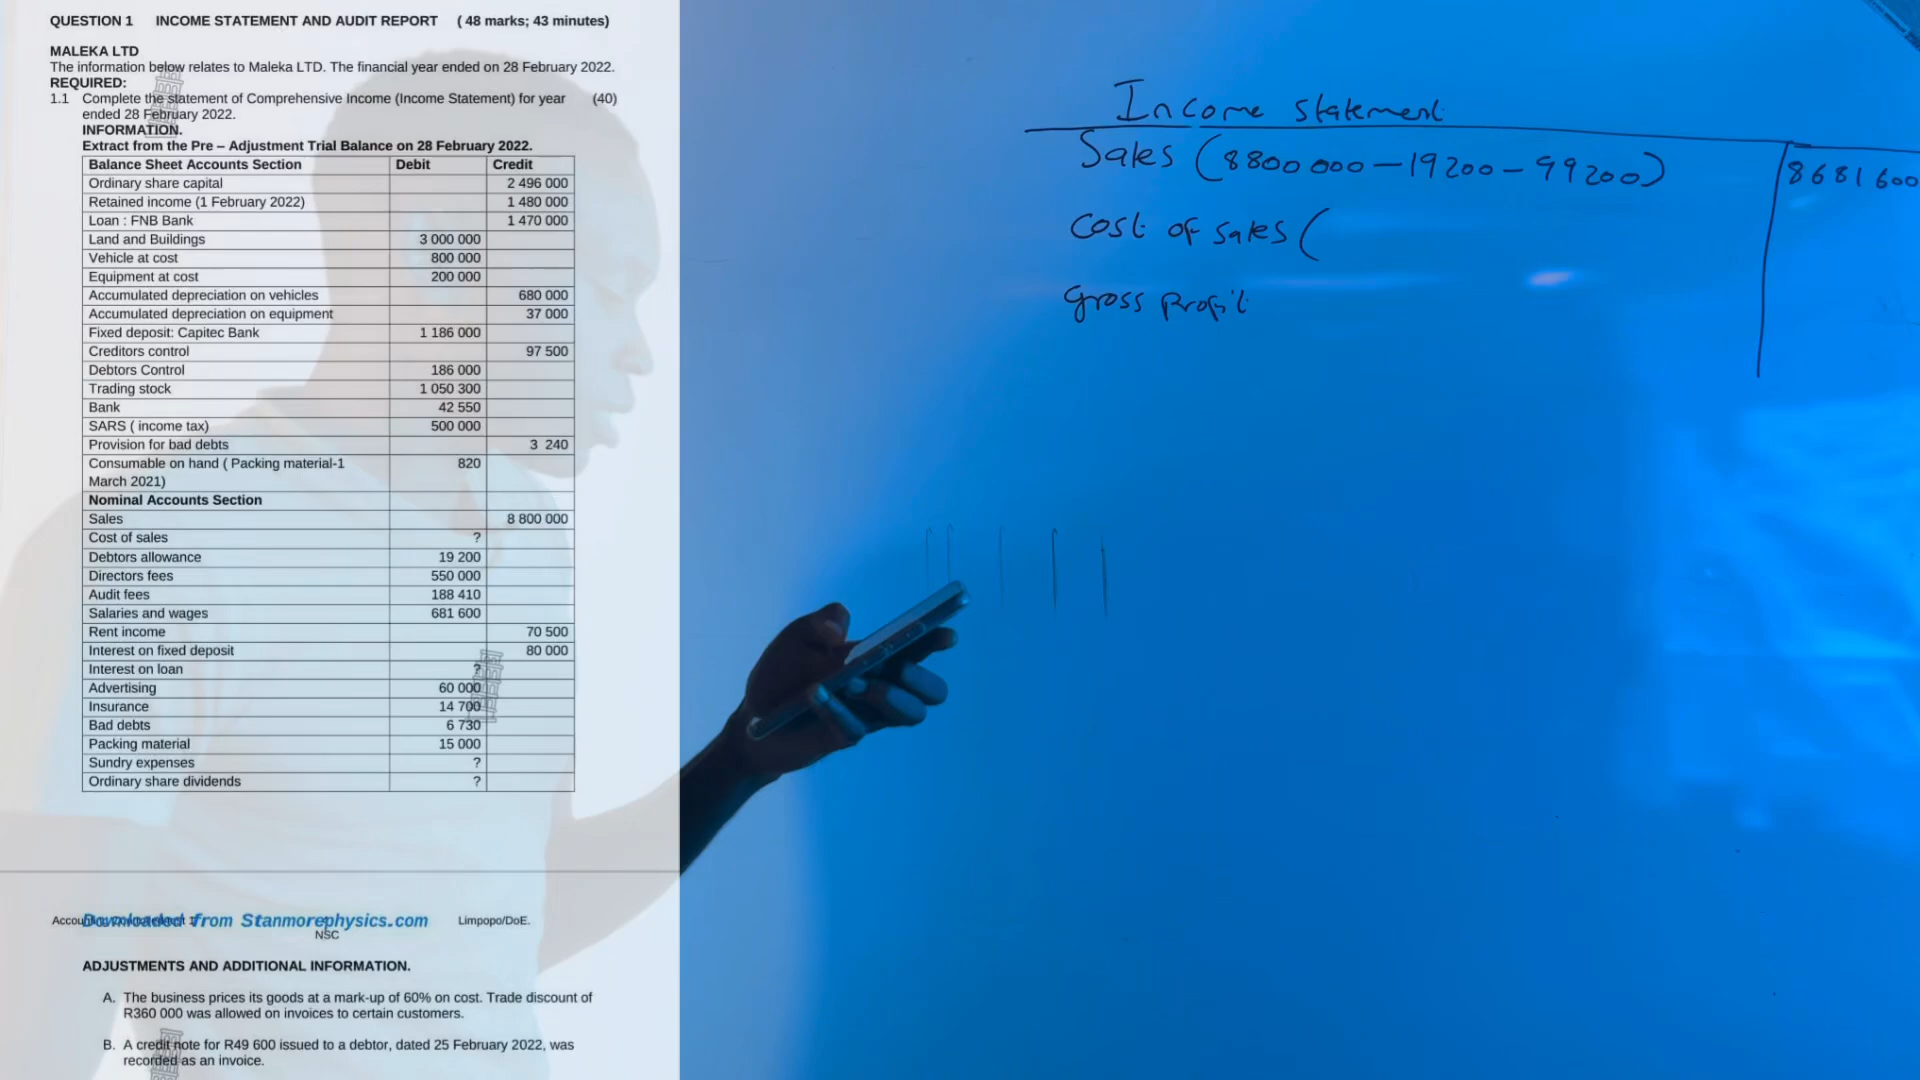 QUESTION 1 INCOME STATEMENT AND AUDIT REPORT ( 48 marks; 43 minutes)
MALEKA LTD
The information below relates to Maleka LTD. The financial year ended on 28 February 2022.
REQUIRED:
1.1 Complete the statement of Comprehensive Income (Income Statement) for year (40)
ended 28 February 2022.
INFORMATION.
Extract from the Pre – Adjustment Trial Balance on 28 February 2022.
Balance Sheet Accounts Section Debit Credit
Ordinary share capital 2 496 000
Retained income (1 February 2022) 1 480 000
Loan : FNB Bank 1 470 000
Land and Buildings 3 000 000
Vehicle at cost 800 000
Equipment at cost 200 000
Accumulated depreciation on vehicles 680 000
Accumulated depreciation on equipment 37 000
Fixed deposit: Capitec Bank 1 186 000
Creditors control 97 500
Debtors Control 186 000
Trading stock 1 050 300
Bank 42 550
SARS ( income tax) 500 000
Provision for bad debts 3 240
Consumable on hand ( Packing material-1 820
March 2021)
Nominal Accounts Section
Sales 8 800 000
Cost of sales ?
Debtors allowance 19 200
Directors fees 550 000
Audit fees 188 410
Salaries and wages 681 600
Rent income 70 500
Interest on fixed deposit 80 000
Interest on loan ?
Advertising 60 000
Insurance 14 700
Bad debts 6 730
Packing material 15 000
Sundry expenses ?
Ordinary share dividends ?
Downloaded from Stanmorephysics.com Limpopo/DoE.
NSC
ADJUSTMENTS AND ADDITIONAL INFORMATION.
A. The business prices its goods at a mark-up of 60% on cost. Trade discount of
R360 000 was allowed on invoices to certain customers.
B. A credit note for R49 600 issued to a debtor, dated 25 February 2022, was
recorded as an invoice.
Income statement
Sales (8800 000 – 19200 – 99200) 8681 600
Cost of sales (
gross profit